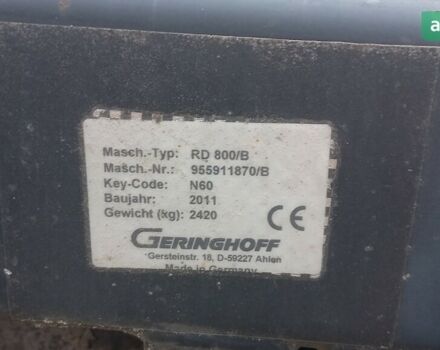 a
Masch.-Typ: RD 800/B
Masch.-Nr.: 955911870/B
Key-Code: N60
Baujahr: 2011
Gewicht (kg): 2420
CE
GERINGHOFF
Gersteinstr. 18, D-59227 Ahlen
Made in Germany